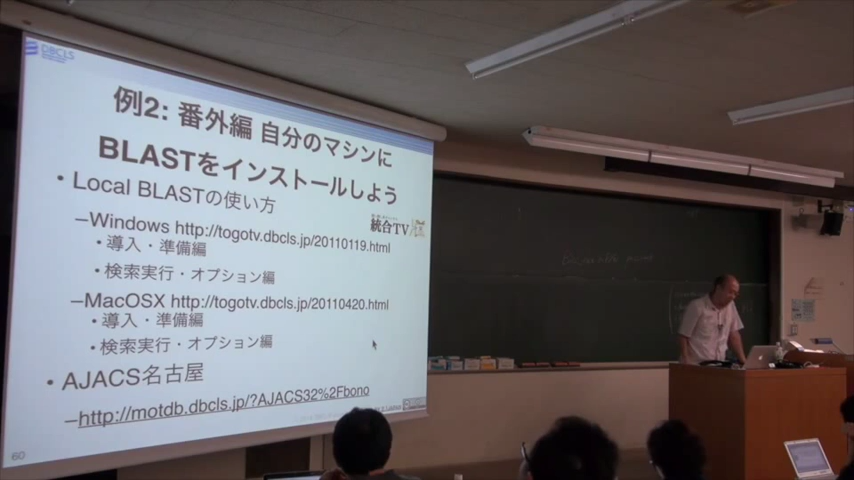 DBCLS
例2: 番外編 自分のマシンに
BLASTをインストールしよう
• Local BLASTの使い方
統合TV
–Windows http://togotv.dbcls.jp/20110119.html
• 導入・準備編
• 検索実行・オプション編
–MacOSX http://togotv.dbcls.jp/20110420.html
• 導入・準備編
• 検索実行・オプション編
• AJACS名古屋
–http://motdb.dbcls.jp/?AJACS32%2Fbono
60